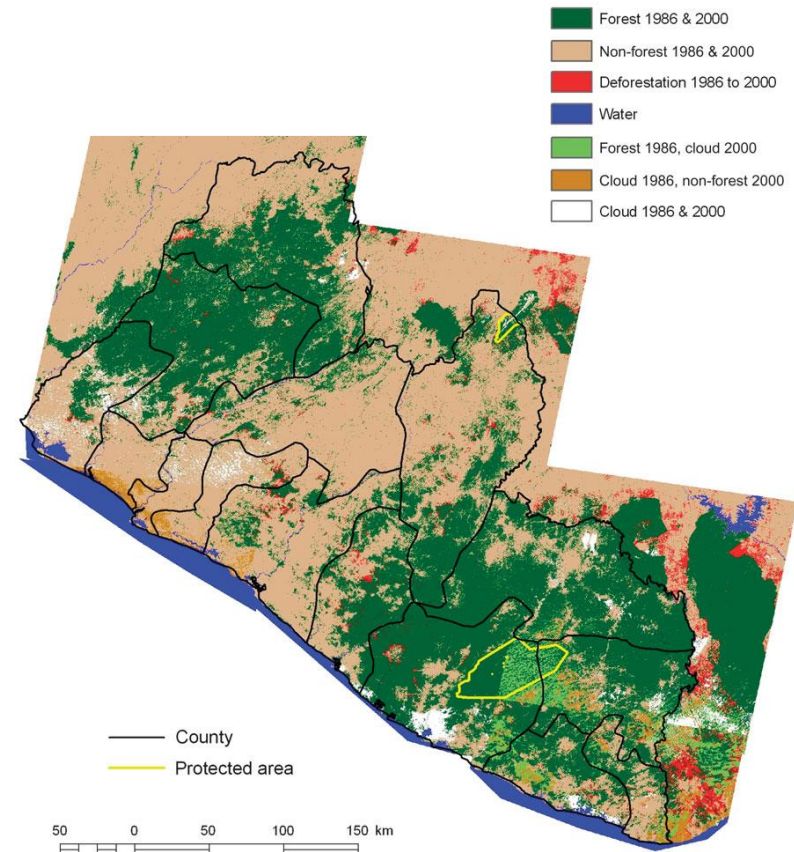 Forest 1986 & 2000
Non-forest 1986 & 2000
Deforestation 1986 to 2000
Water
Forest 1986, cloud 2000
Cloud 1986, non-forest 2000
Cloud 1986 & 2000
County
Protected area
50 0 50 100 150 km